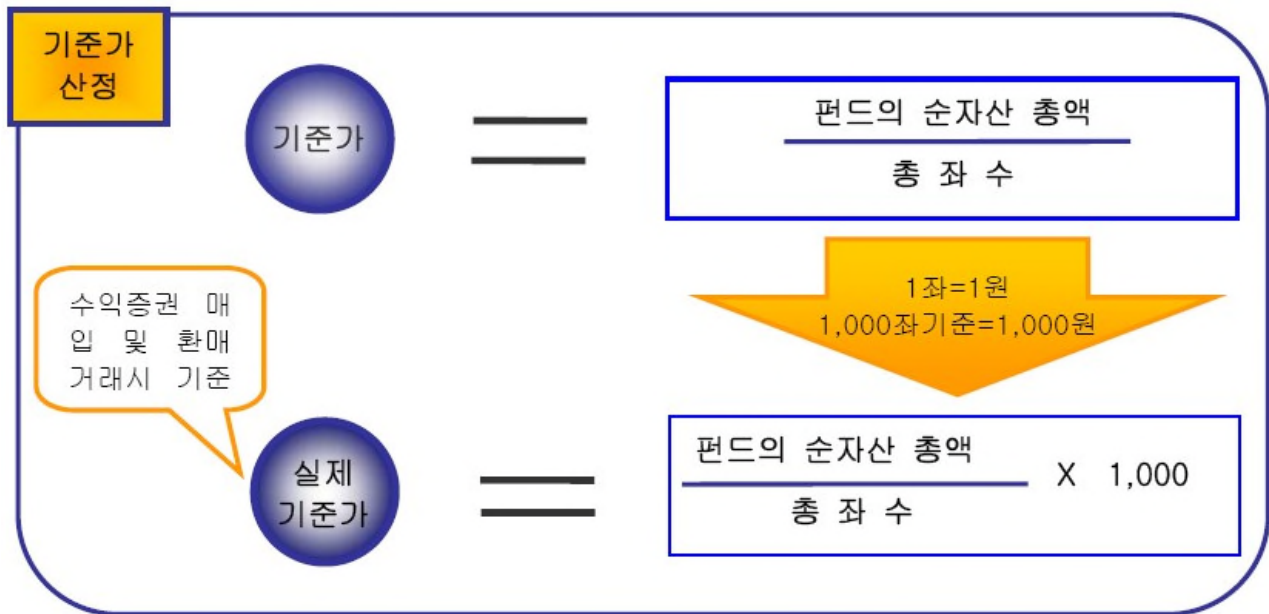 기준가
산정
기준가
펀드의 순자산 총액
총 좌 수
1좌=1원
1,000좌기준=1,000원
수익증권 매
입 및 환매
거래시 기준
실제
기준가
펀드의 순자산 총액
X 1,000
총 좌 수